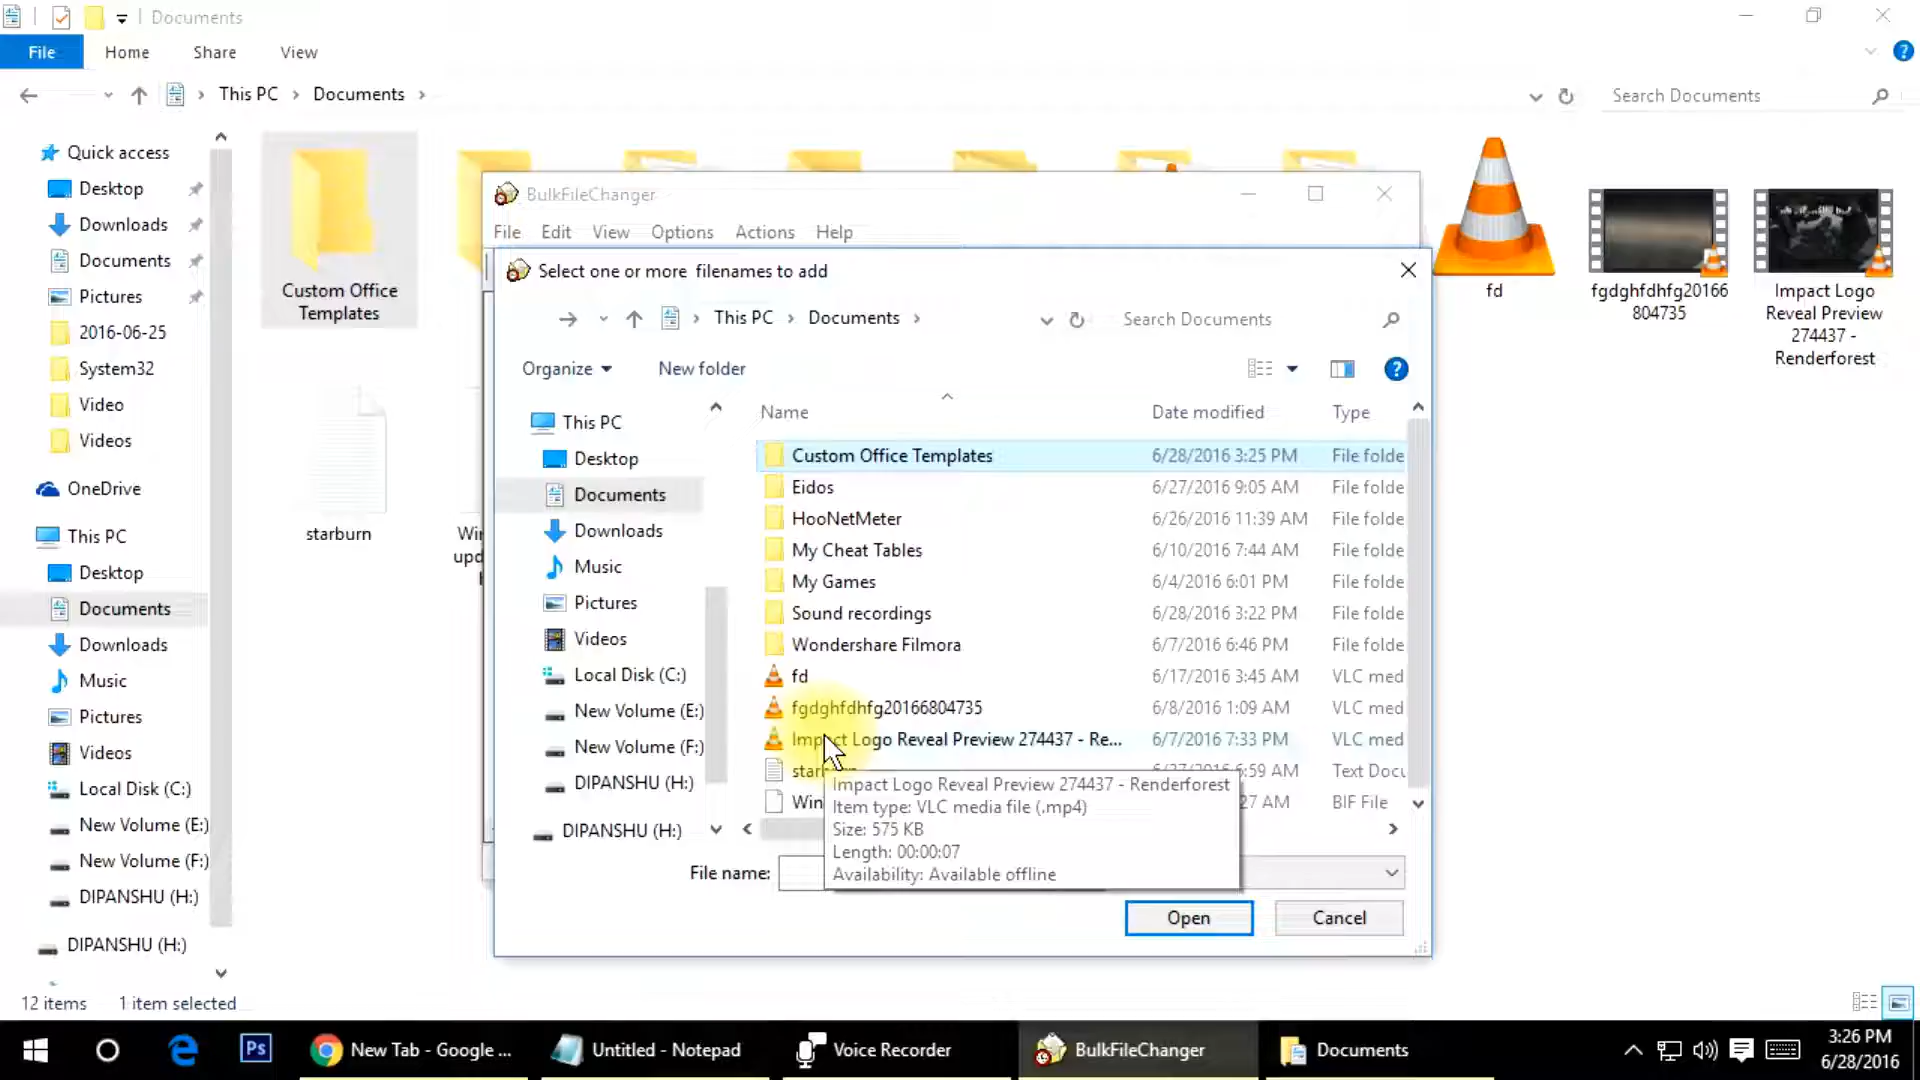 Documents
File
Home
Share
View
This PC
Documents
Search Documents
Quick access
Desktop
Downloads
Documents
Pictures
2016-06-25
System32
Video
Videos
OneDrive
This PC
Desktop
Documents
Downloads
Music
Pictures
Videos
Local Disk (C:)
New Volume (E:)
New Volume (F:)
DIPANSHU (H:)
DIPANSHU (H:)
12 items
1 item selected
Custom Office
Templates
starburn
fd
fgdghfdhfg20166
804735
Impact Logo
Reveal Preview
274437 -
Renderforest
BulkFileChanger
File
Edit
View
Options
Actions
Help
Select one or more filenames to add
This PC
Documents
Search Documents
Organize
New folder
This PC
Desktop
Documents
Downloads
Music
Pictures
Videos
Local Disk (C:)
New Volume (E:)
New Volume (F:)
DIPANSHU (H:)
DIPANSHU (H:)
Name Date modified Type
Custom Office Templates 6/28/2016 3:25 PM File folde
Eidos 6/27/2016 9:05 AM File folde
HooNetMeter 6/26/2016 11:39 AM File folde
My Cheat Tables 6/10/2016 7:44 AM File folde
My Games 6/4/2016 6:01 PM File folde
Sound recordings 6/28/2016 3:22 PM File folde
Wondershare Filmora 6/7/2016 6:46 PM File folde
fd 6/17/2016 3:45 AM VLC med
fgdghfdhfg20166804735 6/8/2016 1:09 AM VLC med
Impact Logo Reveal Preview 274437 - Re... 6/7/2016 7:33 PM VLC med
6:59 AM Text Docu
Win 27 AM BIF File
Impact Logo Reveal Preview 274437 - Renderforest
Item type: VLC media file (.mp4)
Size: 575 KB
Length: 00:00:07
Availability: Available offline
File name:
Open
Cancel
Ps
New Tab - Google ...
Untitled - Notepad
Voice Recorder
BulkFileChanger
Documents
3:26 PM
6/28/2016